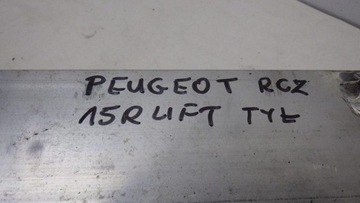 PEUGEOT RCZ
15R LIFT TYŁ